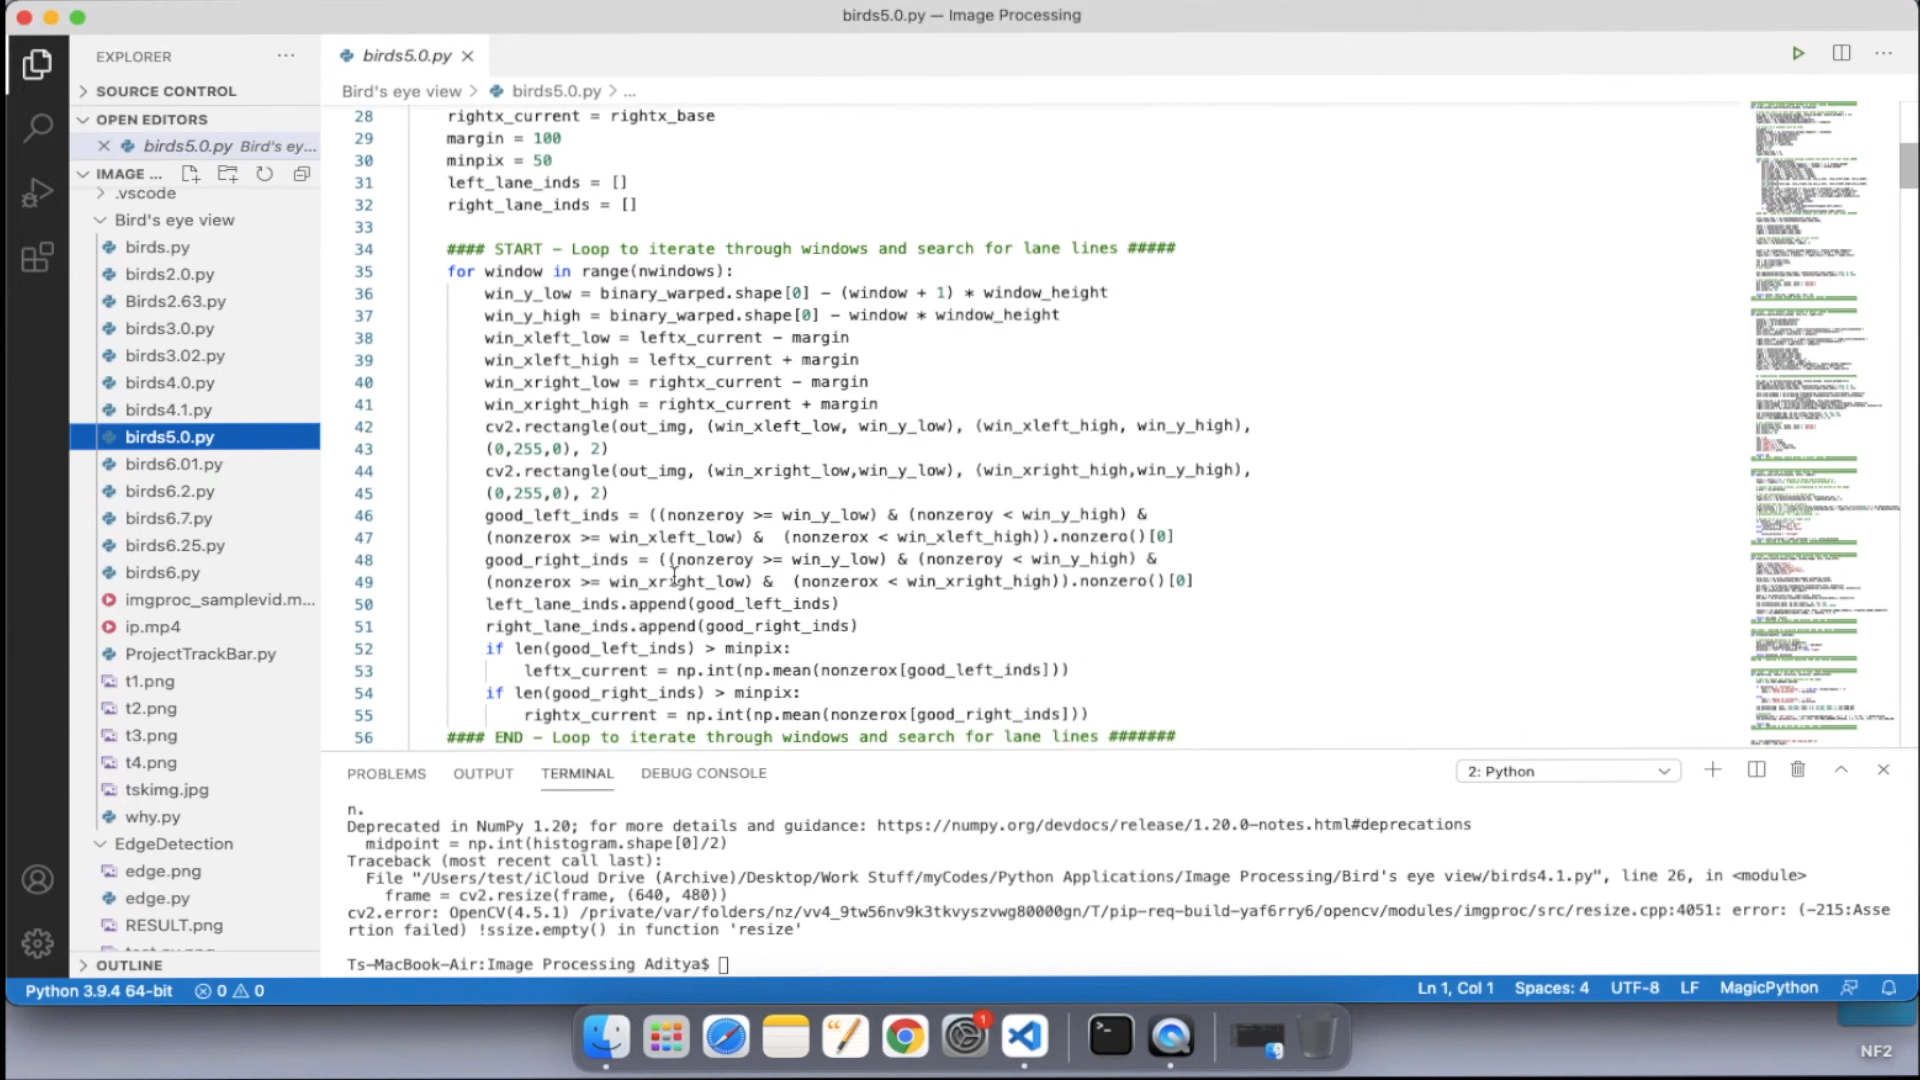 birds5.0.py — Image Processing
EXPLORER
SOURCE CONTROL
OPEN EDITORS
birds5.0.py Bird's ey...
IMAGE ...
.vscode
Bird's eye view
birds.py
birds2.0.py
Birds2.63.py
birds3.0.py
birds3.02.py
birds4.0.py
birds4.1.py
birds5.0.py
birds6.01.py
birds6.2.py
birds6.7.py
birds6.25.py
birds6.py
imgproc_samplevid.m...
ip.mp4
ProjectTrackBar.py
t1.png
t2.png
t3.png
t4.png
tskimg.jpg
why.py
EdgeDetection
edge.png
edge.py
RESULT.png
OUTLINE
birds5.0.py
Bird's eye view > birds5.0.py > ...
28 rightx_current = rightx_base
29 margin = 100
30 minpix = 50
31 left_lane_inds = []
32 right_lane_inds = []
33
34 #### START – Loop to iterate through windows and search for lane lines #####
35 for window in range(nwindows):
36 win_y_low = binary_warped.shape[0] – (window + 1) * window_height
37 win_y_high = binary_warped.shape[0] – window * window_height
38 win_xleft_low = leftx_current – margin
39 win_xleft_high = leftx_current + margin
40 win_xright_low = rightx_current – margin
41 win_xright_high = rightx_current + margin
42 cv2.rectangle(out_img, (win_xleft_low, win_y_low), (win_xleft_high, win_y_high),
43 (0,255,0), 2)
44 cv2.rectangle(out_img, (win_xright_low,win_y_low), (win_xright_high,win_y_high),
45 (0,255,0), 2)
46 good_left_inds = ((nonzeroy >= win_y_low) & (nonzeroy < win_y_high) &
47 (nonzerox >= win_xleft_low) &  (nonzerox < win_xleft_high)).nonzero()[0]
48 good_right_inds = ((nonzeroy >= win_y_low) & (nonzeroy < win_y_high) &
49 (nonzerox >= win_xright_low) &  (nonzerox < win_xright_high)).nonzero()[0]
50 left_lane_inds.append(good_left_inds)
51 right_lane_inds.append(good_right_inds)
52 if len(good_left_inds) > minpix:
53 leftx_current = np.int(np.mean(nonzerox[good_left_inds]))
54 if len(good_right_inds) > minpix:
55 rightx_current = np.int(np.mean(nonzerox[good_right_inds]))
56 #### END – Loop to iterate through windows and search for lane lines #######
PROBLEMS OUTPUT TERMINAL DEBUG CONSOLE
2: Python
n.
Deprecated in NumPy 1.20; for more details and guidance: https://numpy.org/devdocs/release/1.20.0-notes.html#deprecations
midpoint = np.int(histogram.shape[0]/2)
Traceback (most recent call last):
File "/Users/test/iCloud Drive (Archive)/Desktop/Work Stuff/myCodes/Python Applications/Image Processing/Bird's eye view/birds4.1.py", line 26, in <module>
frame = cv2.resize(frame, (640, 480))
cv2.error: OpenCV(4.5.1) /private/var/folders/nz/vv4_9tw56nv9k3tkvyszvwg80000gn/T/pip-req-build-yaf6rry6/opencv/modules/imgproc/src/resize.cpp:4051: error: (-215:Asse
rtion failed) !ssize.empty() in function 'resize'
Ts-MacBook-Air:Image Processing Aditya$
Python 3.9.4 64-bit 0 0
Ln 1, Col 1 Spaces: 4 UTF-8 LF MagicPython
1
NF2